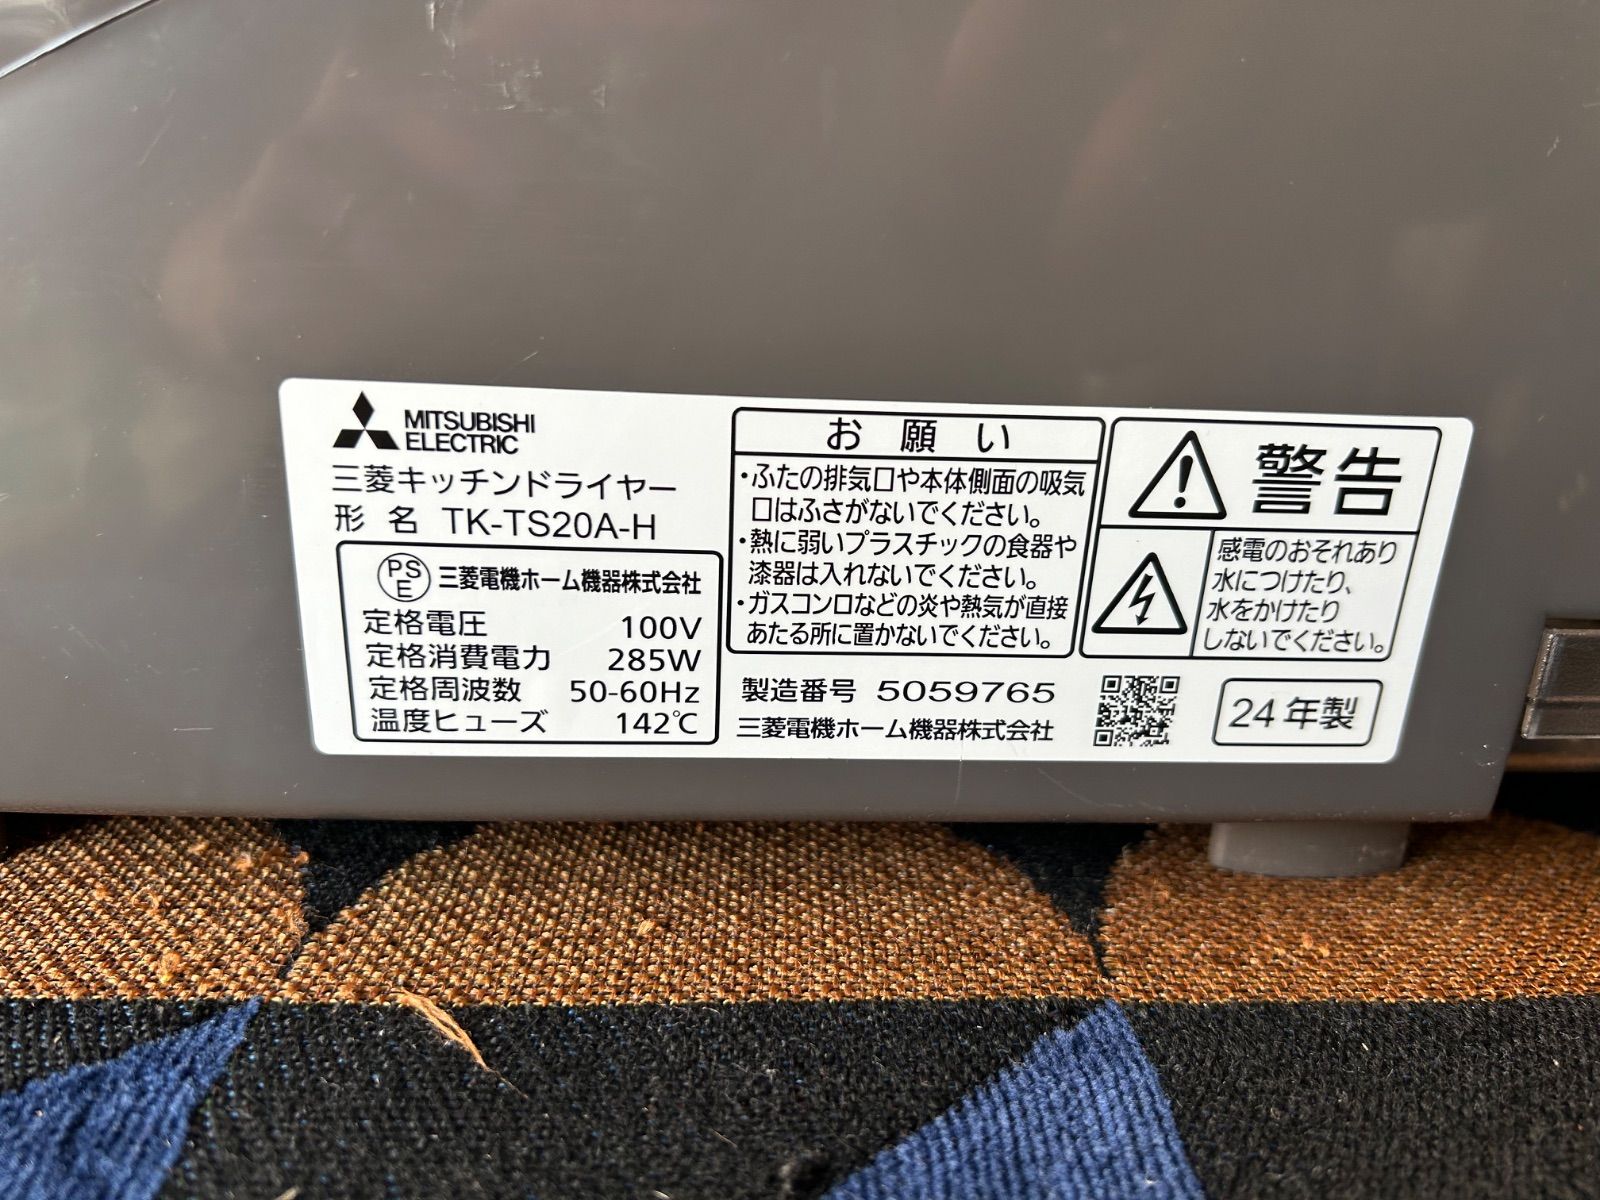 MITSUBISHI
ELECTRIC
三菱キッチンドライヤー
形 名 TK-TS20A-H
PS
E
三菱電機ホーム機器株式会社
定格電圧 100V
定格消費電力 285W
定格周波数 50-60Hz
温度ヒューズ 142℃
お 願 い
・ふたの排気口や本体側面の吸気
口はふさがないでください。
・熱に弱いプラスチックの食器や
漆器は入れないでください。
・ガスコンロなどの炎や熱気が直接
あたる所に置かないでください。
製造番号 5059765
三菱電機ホーム機器株式会社
警告
感電のおそれあり
水につけたり、
水をかけたり
しないでください。
24年製